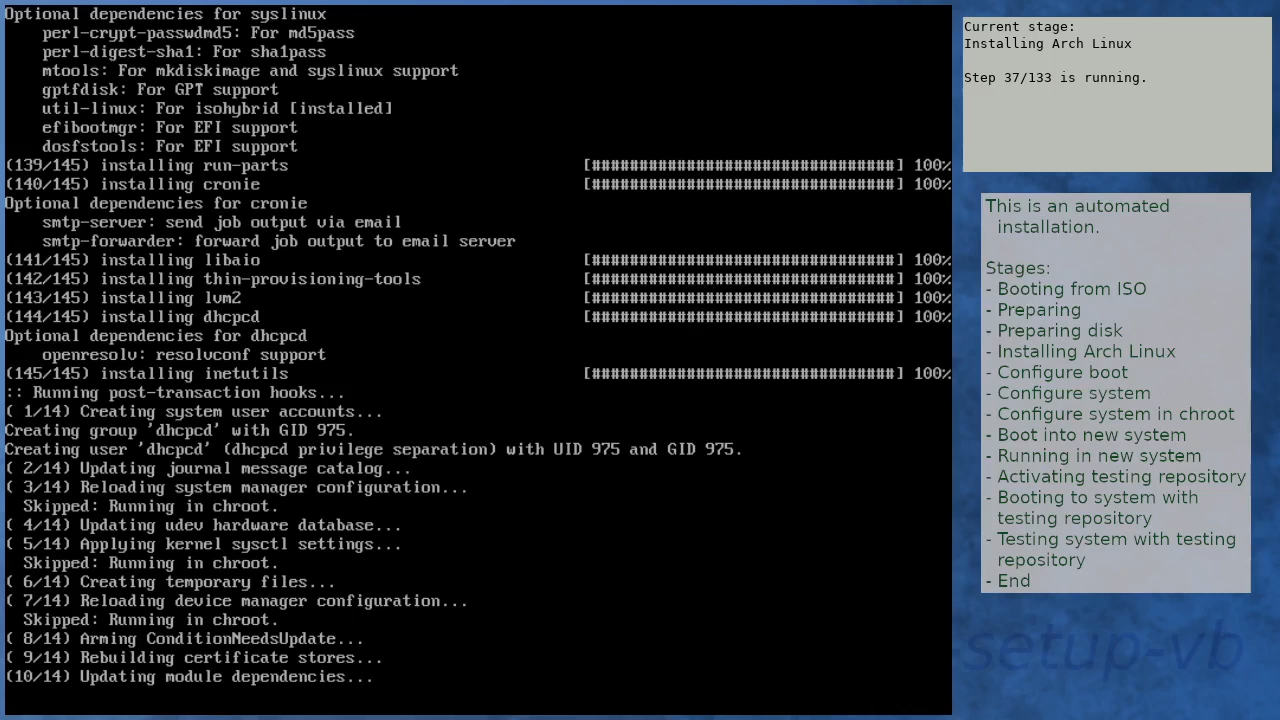 Optional dependencies for syslinux
perl-crypt-passwdmd5: For md5pass
perl-digest-sha1: For sha1pass
mtools: For mkdiskimage and syslinux support
gptfdisk: For GPT support
util-linux: For isohybrid [installed]
efibootmgr: For EFI support
dosfstools: For EFI support
(139/145) installing run-parts [################################] 100%
(140/145) installing cronie [################################] 100%
Optional dependencies for cronie
smtp-server: send job output via email
smtp-forwarder: forward job output to email server
(141/145) installing libaio [################################] 100%
(142/145) installing thin-provisioning-tools [################################] 100%
(143/145) installing lvm2 [################################] 100%
(144/145) installing dhcpcd [################################] 100%
Optional dependencies for dhcpcd
openresolv: resolvconf support
(145/145) installing inetutils [################################] 100%
:: Running post-transaction hooks...
( 1/14) Creating system user accounts...
Creating group 'dhcpcd' with GID 975.
Creating user 'dhcpcd' (dhcpcd privilege separation) with UID 975 and GID 975.
( 2/14) Updating journal message catalog...
( 3/14) Reloading system manager configuration...
Skipped: Running in chroot.
( 4/14) Updating udev hardware database...
( 5/14) Applying kernel sysctl settings...
Skipped: Running in chroot.
( 6/14) Creating temporary files...
( 7/14) Reloading device manager configuration...
Skipped: Running in chroot.
( 8/14) Arming ConditionNeedsUpdate...
( 9/14) Rebuilding certificate stores...
(10/14) Updating module dependencies...
Current stage:
Installing Arch Linux
Step 37/133 is running.
This is an automated
installation.
Stages:
- Booting from ISO
- Preparing
- Preparing disk
- Installing Arch Linux
- Configure boot
- Configure system
- Configure system in chroot
- Boot into new system
- Running in new system
- Activating testing repository
- Booting to system with
testing repository
- Testing system with testing
repository
- End
setup-vb